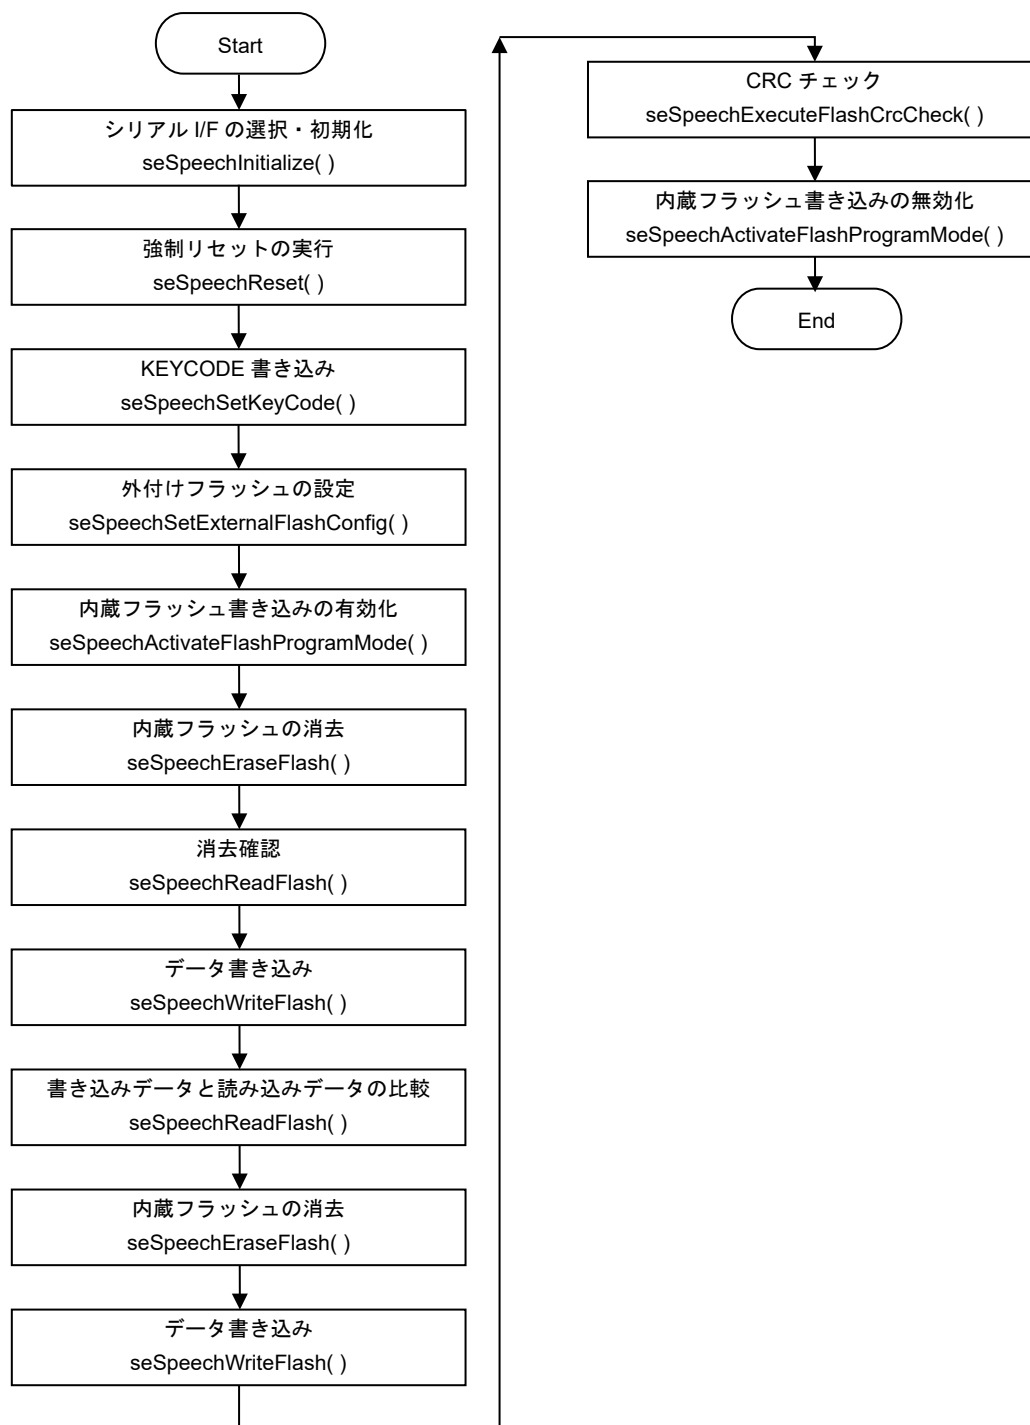 Start
シリアル I/F の選択・初期化
seSpeechInitialize( )
強制リセットの実行
seSpeechReset( )
KEYCODE 書き込み
seSpeechSetKeyCode( )
外付けフラッシュの設定
seSpeechSetExternalFlashConfig( )
内蔵フラッシュ書き込みの有効化
seSpeechActivateFlashProgramMode( )
内蔵フラッシュの消去
seSpeechEraseFlash( )
消去確認
seSpeechReadFlash( )
データ書き込み
seSpeechWriteFlash( )
書き込みデータと読み込みデータの比較
seSpeechReadFlash( )
内蔵フラッシュの消去
seSpeechEraseFlash( )
データ書き込み
seSpeechWriteFlash( )
CRC チェック
seSpeechExecuteFlashCrcCheck( )
内蔵フラッシュ書き込みの無効化
seSpeechActivateFlashProgramMode( )
End